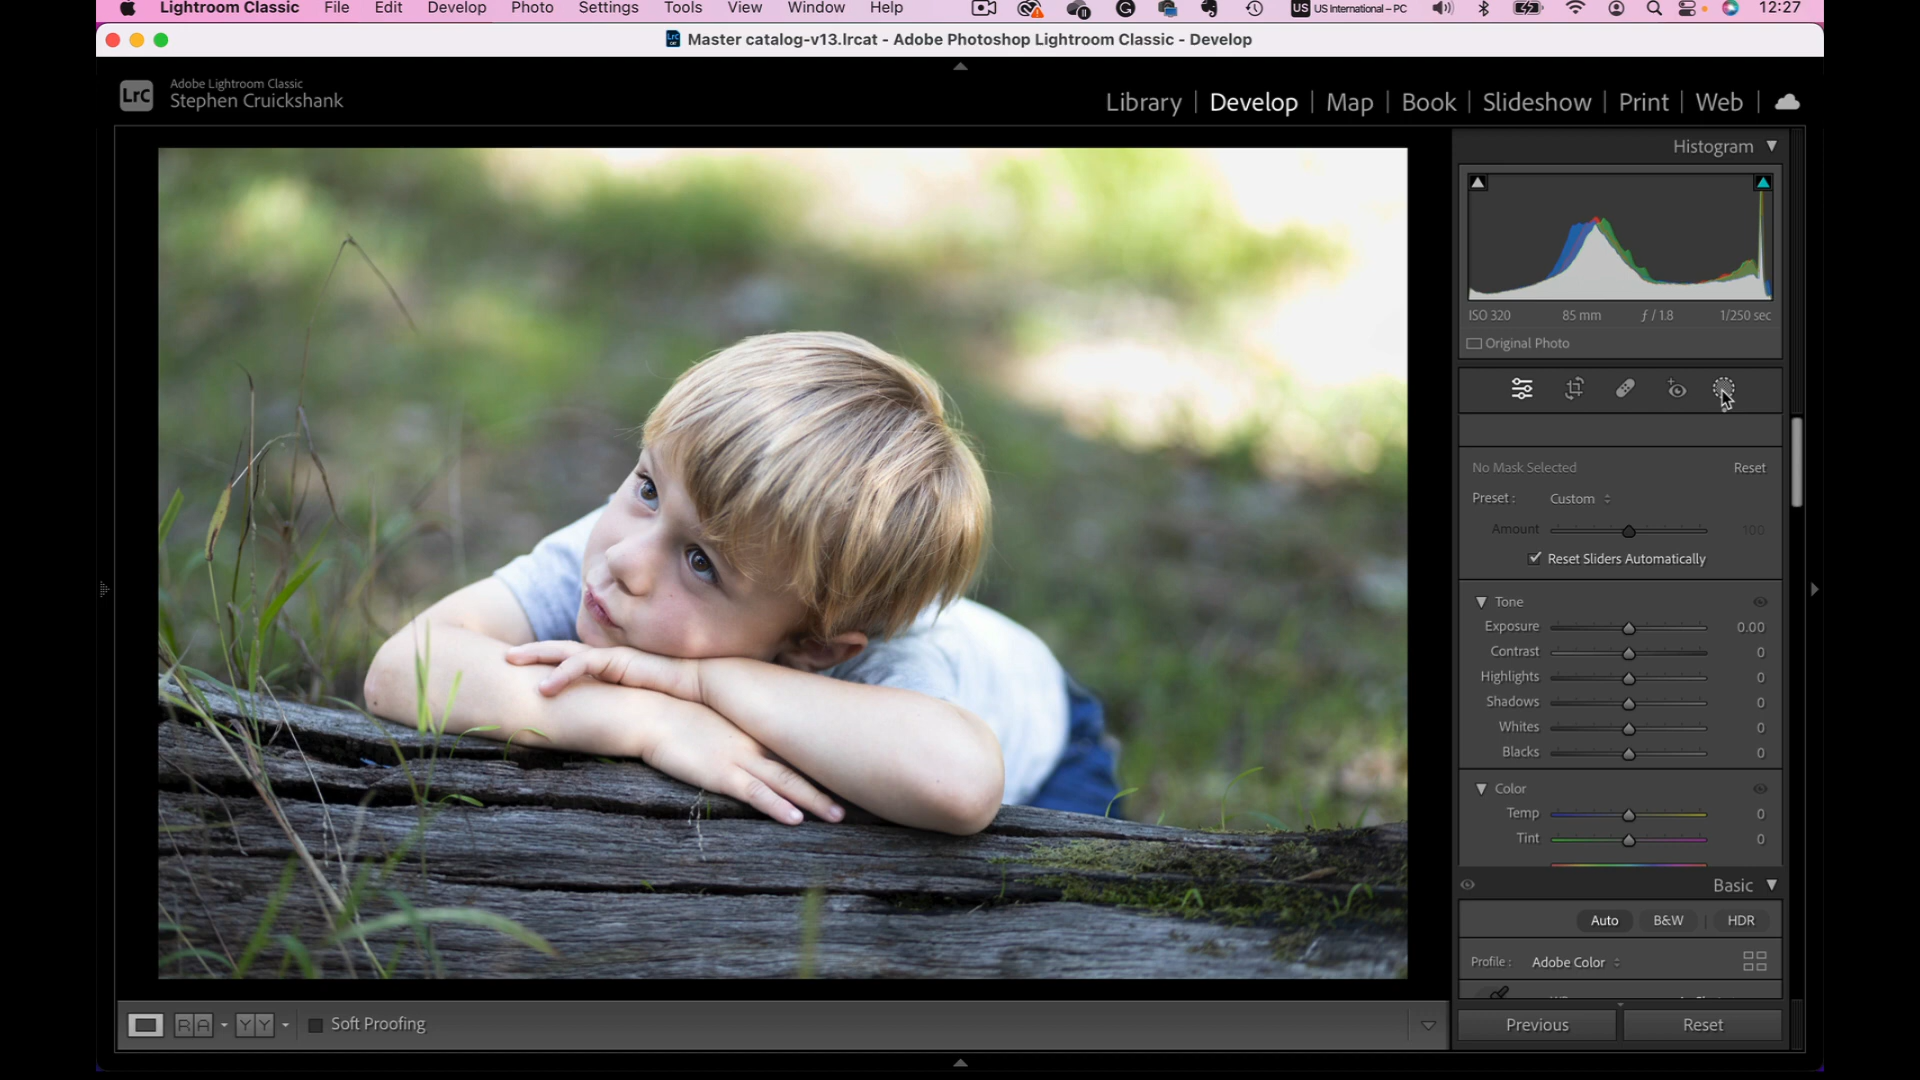 Lightroom Classic File Edit Develop Photo Settings Tools View Window Help US US International – PC 12:27
Master catalog-v13.lrcat - Adobe Photoshop Lightroom Classic - Develop
LrC Adobe Lightroom Classic
Stephen Cruickshank
Library | Develop | Map | Book | Slideshow | Print | Web |
Histogram
ISO 320 85 mm ƒ / 1.8 1/250 sec
Original Photo
No Mask Selected Reset
Preset : Custom
Amount 100
Reset Sliders Automatically
Tone
Exposure 0.00
Contrast 0
Highlights 0
Shadows 0
Whites 0
Blacks 0
Color
Temp 0
Tint 0
Basic
Auto B&W HDR
Profile : Adobe Color
R A Y Y Soft Proofing
Previous Reset